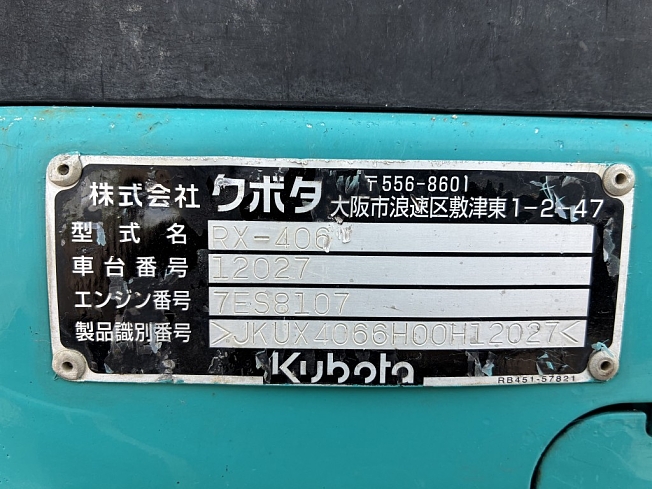 株式会社 クボタ 〒556-8601
大阪市浪速区敷津東1-2-47
型式名 RX-406
車台番号 12027
エンジン番号 7ES8107
製品識別番号 >JKUX4066H00H12027<
Kubota
RB451-57821